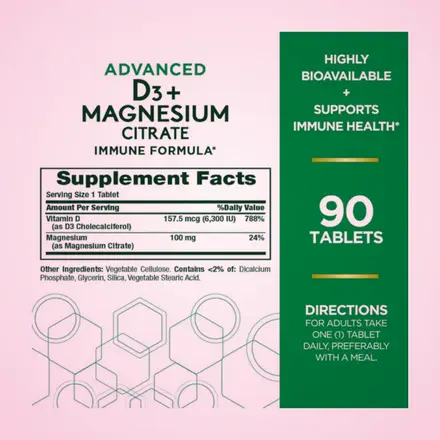 ADVANCED
D3+
MAGNESIUM
CITRATE
IMMUNE FORMULA*
Supplement Facts
Serving Size 1 Tablet
Amount Per Serving %Daily Value
Vitamin D 157.5 mcg (6,300 IU) 788%
(as D3 Cholecalciferol)
Magnesium 100 mg 24%
(as Magnesium Citrate)
Other Ingredients: Vegetable Cellulose. Contains <2% of: Dicalcium
Phosphate, Glycerin, Silica, Vegetable Stearic Acid.
HIGHLY
BIOAVAILABLE
+
SUPPORTS
IMMUNE HEALTH*
90
TABLETS
DIRECTIONS
FOR ADULTS TAKE
ONE (1) TABLET
DAILY, PREFERABLY
WITH A MEAL.